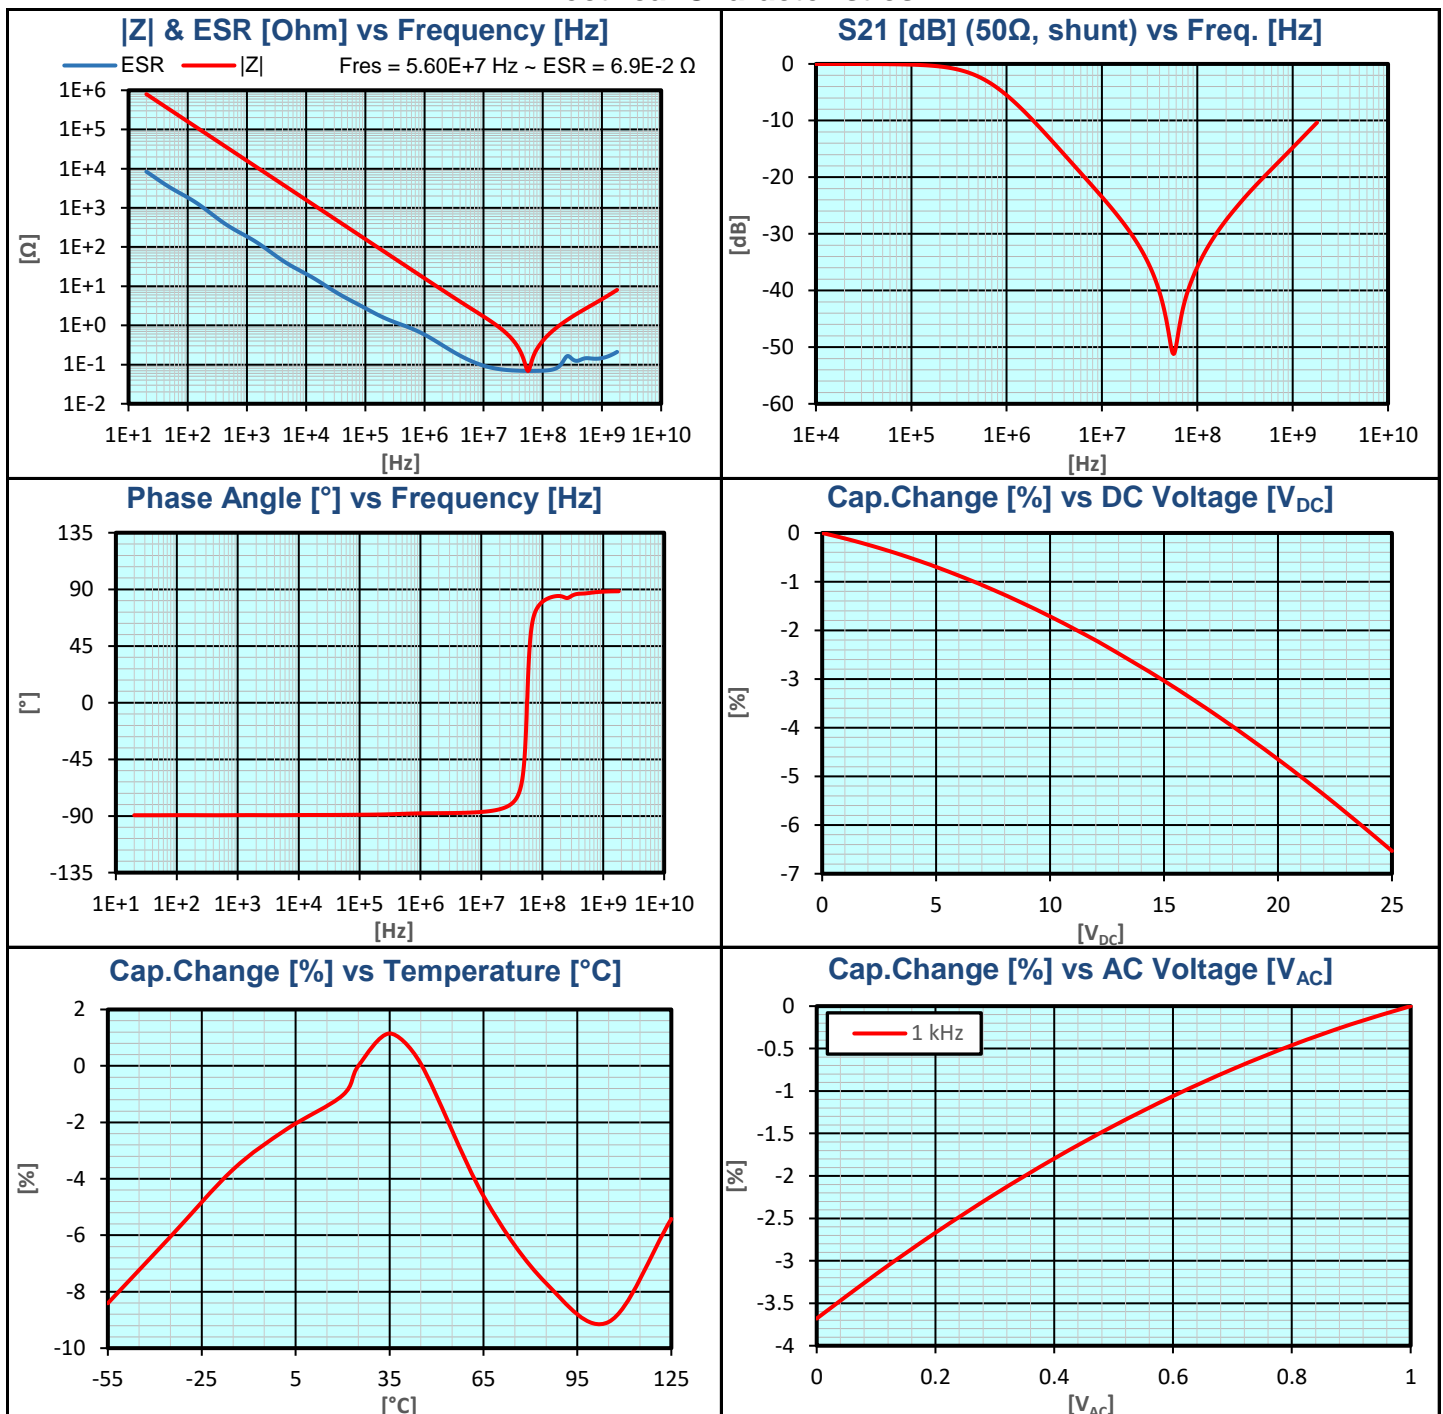 |Z| & ESR [Ohm] vs Frequency [Hz]
ESR |Z| Fres = 5.60E+7 Hz ~ ESR = 6.9E-2 Ω
1E+6
1E+5
1E+4
1E+3
1E+2
1E+1
1E+0
1E-1
1E-2
[Ω]
1E+1 1E+2 1E+3 1E+4 1E+5 1E+6 1E+7 1E+8 1E+9 1E+10
[Hz]
S21 [dB] (50Ω, shunt) vs Freq. [Hz]
0
-10
-20
-30
-40
-50
-60
[dB]
1E+4 1E+5 1E+6 1E+7 1E+8 1E+9 1E+10
[Hz]
Phase Angle [°] vs Frequency [Hz]
135
90
45
0
-45
-90
-135
[°]
1E+1 1E+2 1E+3 1E+4 1E+5 1E+6 1E+7 1E+8 1E+9 1E+10
[Hz]
Cap.Change [%] vs DC Voltage [VDC]
0
-1
-2
-3
-4
-5
-6
-7
[%]
0 5 10 15 20 25
[VDC]
Cap.Change [%] vs Temperature [°C]
2
0
-2
-4
-6
-8
-10
[%]
-55 -25 5 35 65 95 125
[°C]
Cap.Change [%] vs AC Voltage [VAC]
1 kHz
0
-0.5
-1
-1.5
-2
-2.5
-3
-3.5
-4
[%]
0 0.2 0.4 0.6 0.8 1
[VAC]